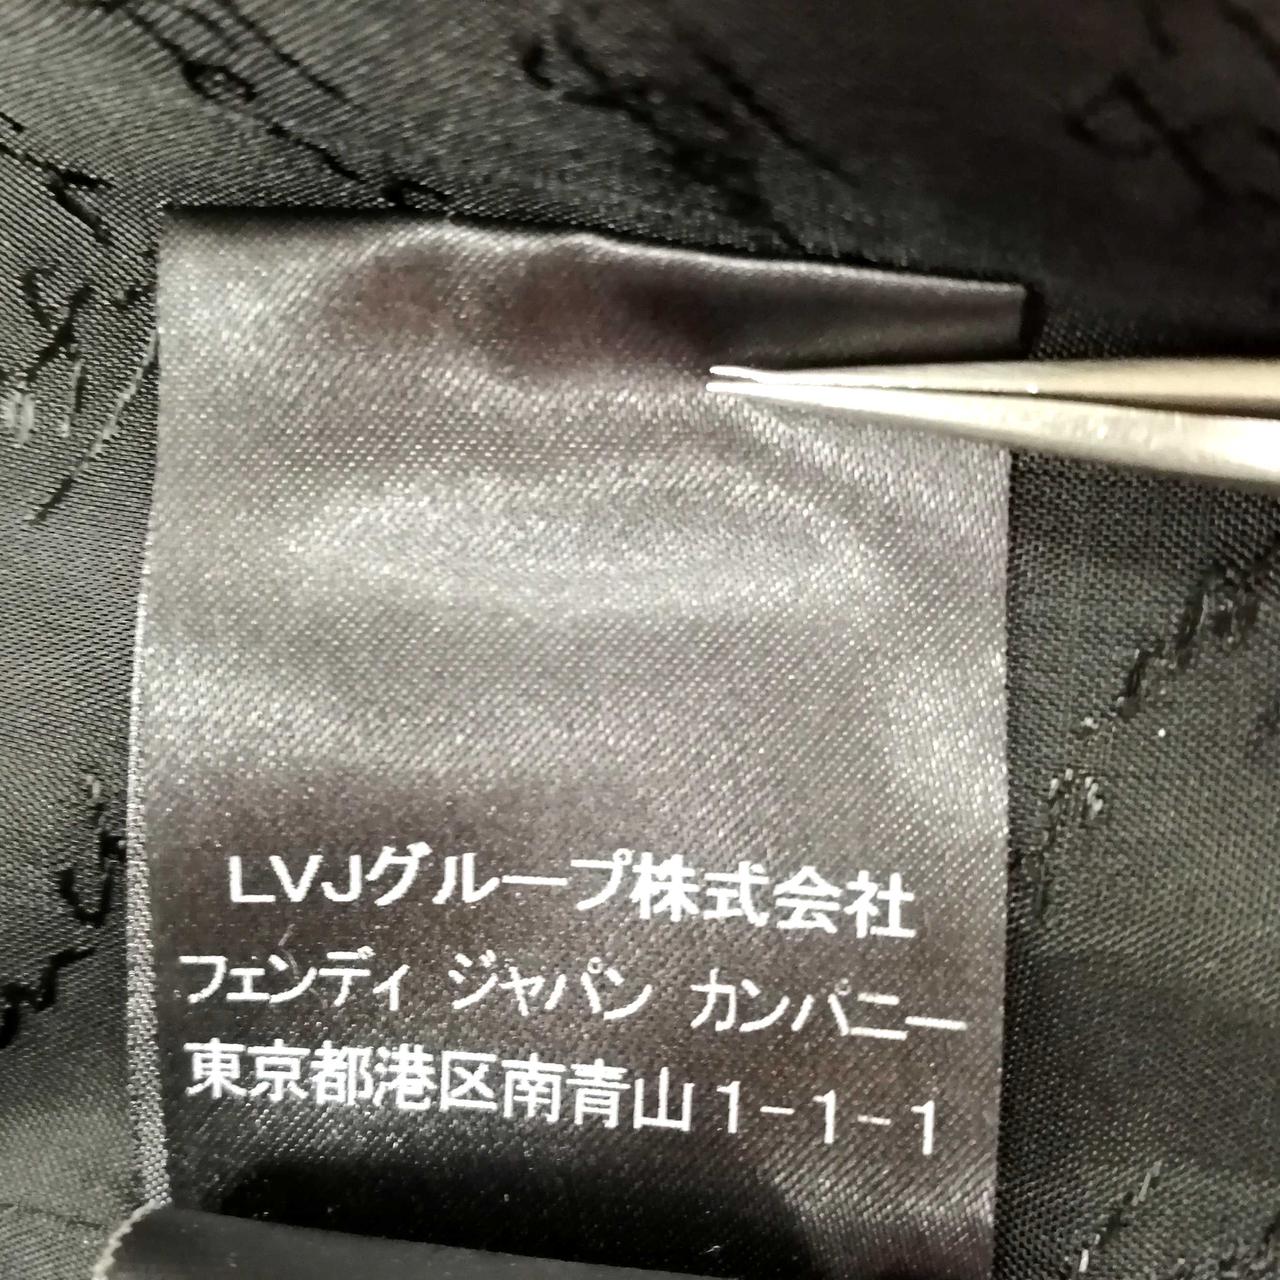 LVJグループ株式会社
フェンディ ジャパン カンパニー
東京都港区南青山1-1-1